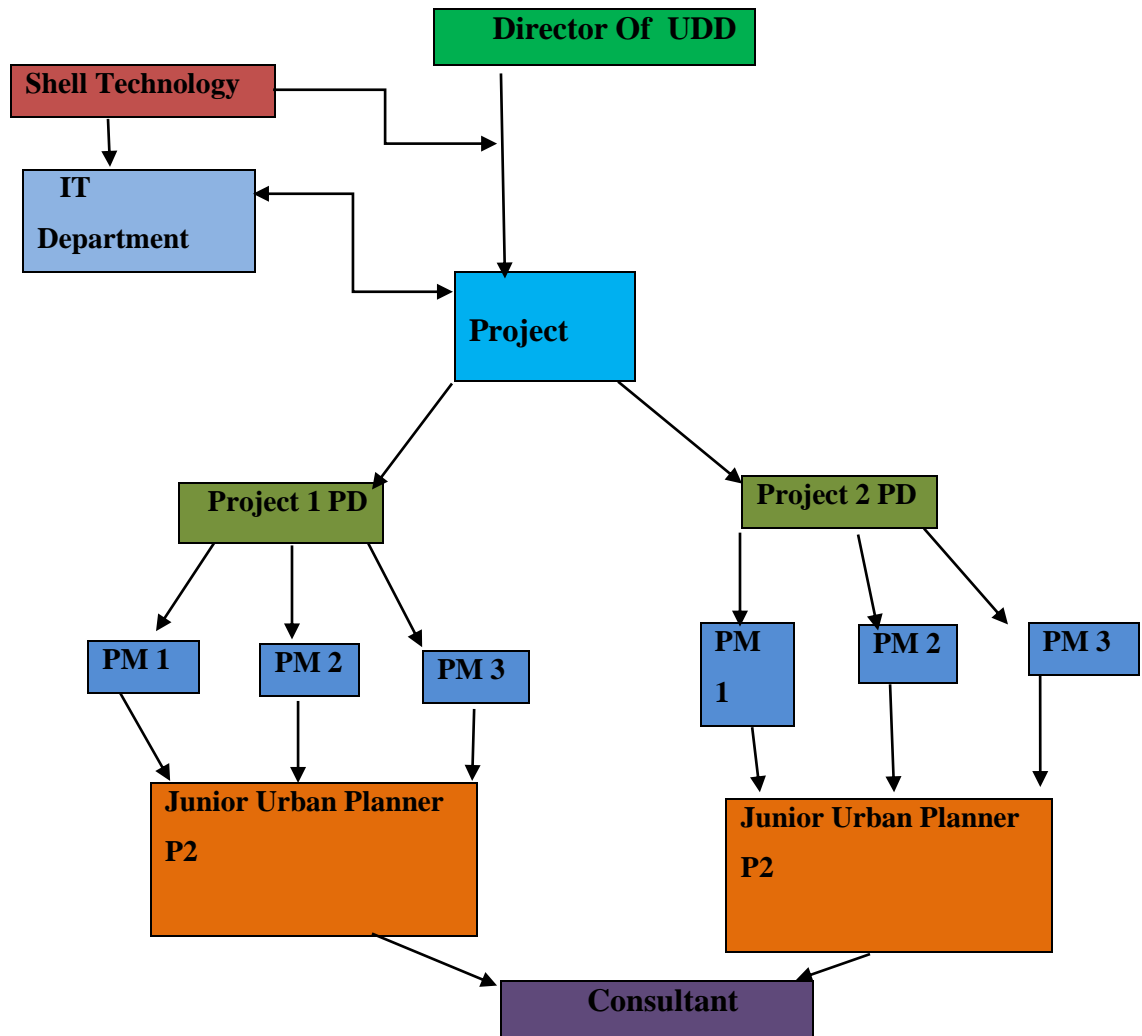 Director Of UDD
Shell Technology
IT
Department
Project
Project 1 PD
Project 2 PD
PM 1
PM 2
PM 3
PM
1
PM 2
PM 3
Junior Urban Planner
P2
Junior Urban Planner
P2
Consultant